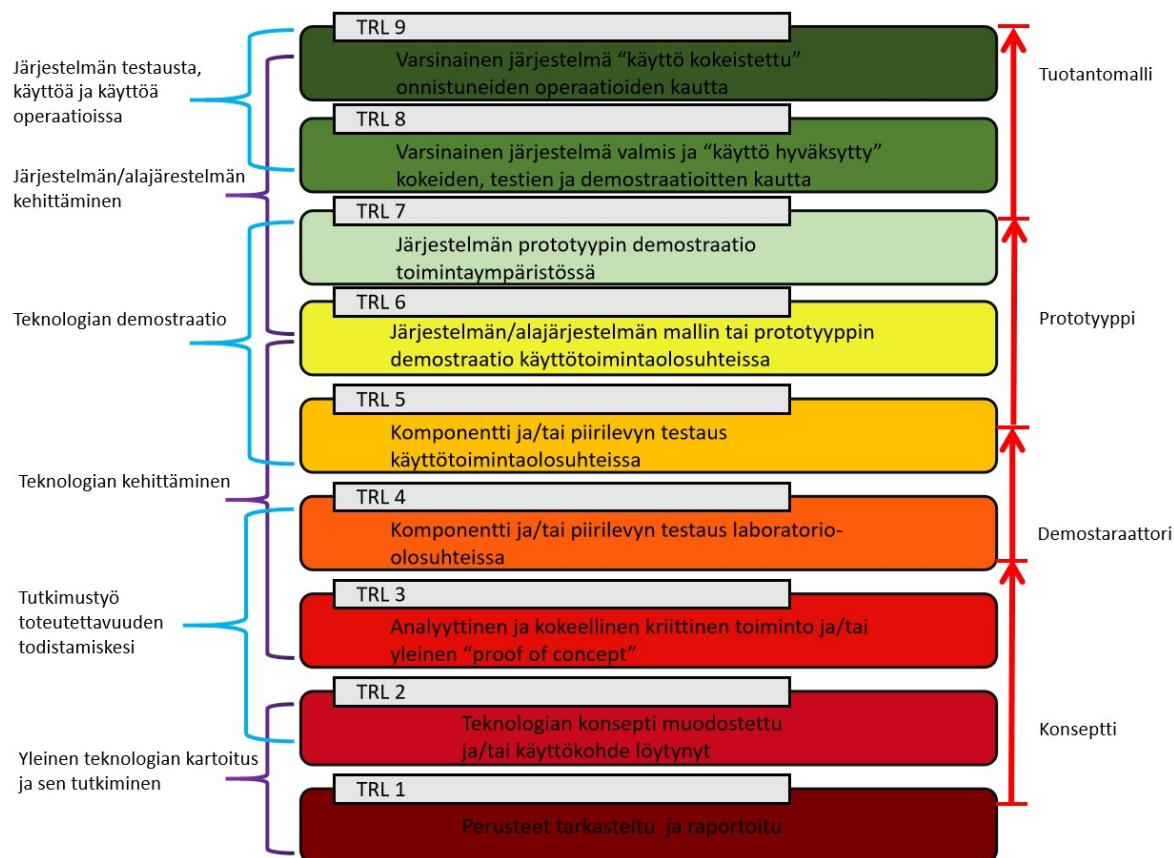 TRL 9
Varsinainen järjestelmä “käyttö kokeistettu”
onnistuneiden operaatioiden kautta
TRL 8
Varsinainen järjestelmä valmis ja “käyttö hyväksytty”
kokeiden, testien ja demostraatioitten kautta
TRL 7
Järjestelmän prototyypin demostraatio
toimintaympäristössä
TRL 6
Järjestelmän/alajärjestelmän mallin tai prototyyppin
demostraatio käyttötoimintaolosuhteissa
TRL 5
Komponentti ja/tai piirilevyn testaus
käyttötoimintaolosuhteissa
TRL 4
Komponentti ja/tai piirilevyn testaus laboratorio-
olosuhteissa
TRL 3
Analyyttinen ja kokeellinen kriittinen toiminto ja/tai
yleinen “proof of concept”
TRL 2
Teknologian konsepti muodostettu
ja/tai käyttökohde löytynyt
TRL 1
Perusteet tarkasteltu ja raportoitu
Järjestelmän testausta,
käyttöä ja käyttöä
operaatioissa
Järjestelmän/alajärestelmän
kehittäminen
Teknologian demostraatio
Teknologian kehittäminen
Tutkimustyö
toteutettavuuden
todistamiskesi
Yleinen teknologian kartoitus
ja sen tutkiminen
Tuotantomalli
Prototyyppi
Demostaraattori
Konseptti